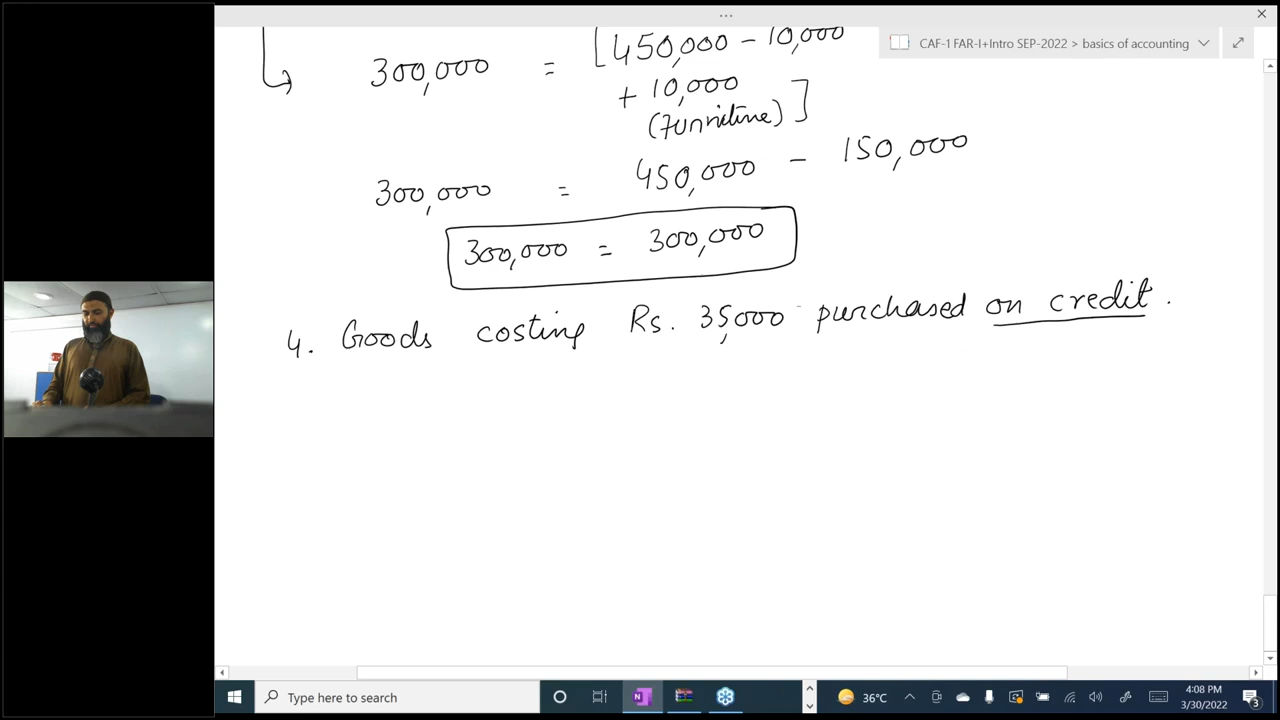 CAF-1 FAR-I+Intro SEP-2022 > basics of accounting
300,000 = [450,000 - 10,000
+ 10,000
(Furniture)]
300,000 = 450,000 - 150,000
300,000 = 300,000
4. Goods costing Rs. 35,000 purchased on credit.
Type here to search
36°C
4:08 PM
3/30/2022
3